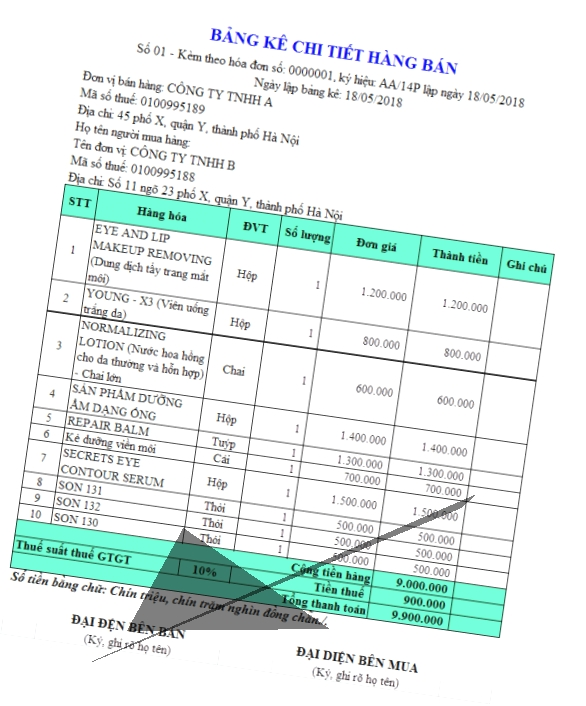 BẢNG KÊ CHI TIẾT HÀNG BÁN
Số 01 - Kèm theo hóa đơn số: 0000001, ký hiệu: AA/14P lập ngày 18/05/2018
Ngày lập bảng kê: 18/05/2018
Đơn vị bán hàng: CÔNG TY TNHH A
Mã số thuế: 0100995189
Địa chỉ: 45 phố X, quận Y, thành phố Hà Nội
Họ tên người mua hàng:
Tên đơn vị: CÔNG TY TNHH B
Mã số thuế: 0100995188
Địa chỉ: Số 11 ngõ 23 phố X, quận Y, thành phố Hà Nội
STT Hàng hóa ĐVT Số lượng Đơn giá Thành tiền Ghi chú
1 EYE AND LIP MAKEUP REMOVING (Dung dịch tẩy trang mắt môi) Hộp 1 1.200.000 1.200.000
2 YOUNG - X3 (Viên uống trắng da) Hộp 1 800.000 800.000
3 NORMALIZING LOTION (Nước hoa hồng cho da thường và hỗn hợp) - Chai lớn Chai 1 600.000 600.000
4 SẢN PHẨM DƯỠNG ẨM DẠNG ỐNG Hộp 1 1.400.000 1.400.000
5 REPAIR BALM Tuýp 1 1.300.000 1.300.000
6 Kẻ dưỡng viền môi Cái 1 700.000 700.000
7 SECRETS EYE CONTOUR SERUM Hộp 1 1.500.000 1.500.000
8 SON 131 Thỏi 1 500.000 500.000
9 SON 132 Thỏi 1 500.000 500.000
10 SON 130 Thỏi 1 500.000 500.000
Cộng tiền hàng 9.000.000
Thuế suất thuế GTGT 10% Tiền thuế 900.000
Tổng thanh toán 9.900.000
Số tiền bằng chữ: Chín triệu, chín trăm nghìn đồng chẵn./.
ĐẠI DỆN BÊN BÁN
(Ký, ghi rõ họ tên)
ĐẠI DIỆN BÊN MUA
(Ký, ghi rõ họ tên)